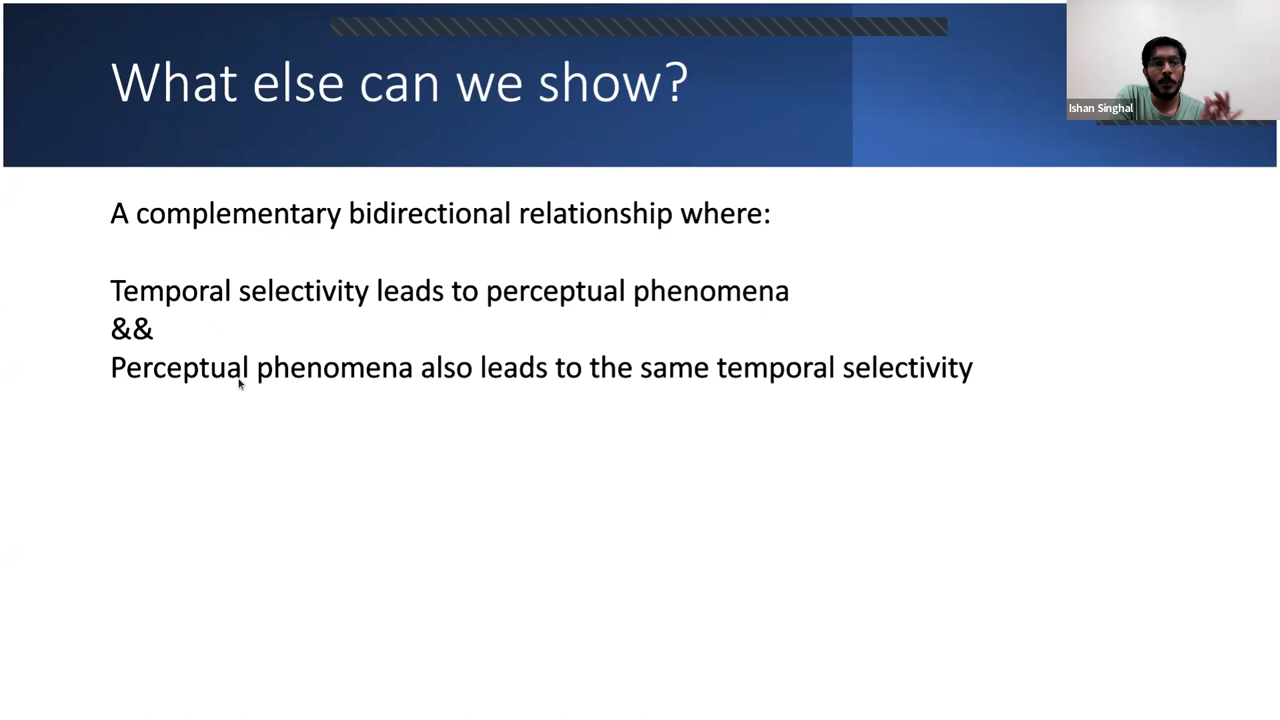 What else can we show?
Ishan Singhal
A complementary bidirectional relationship where:
Temporal selectivity leads to perceptual phenomena
&&
Perceptual phenomena also leads to the same temporal selectivity